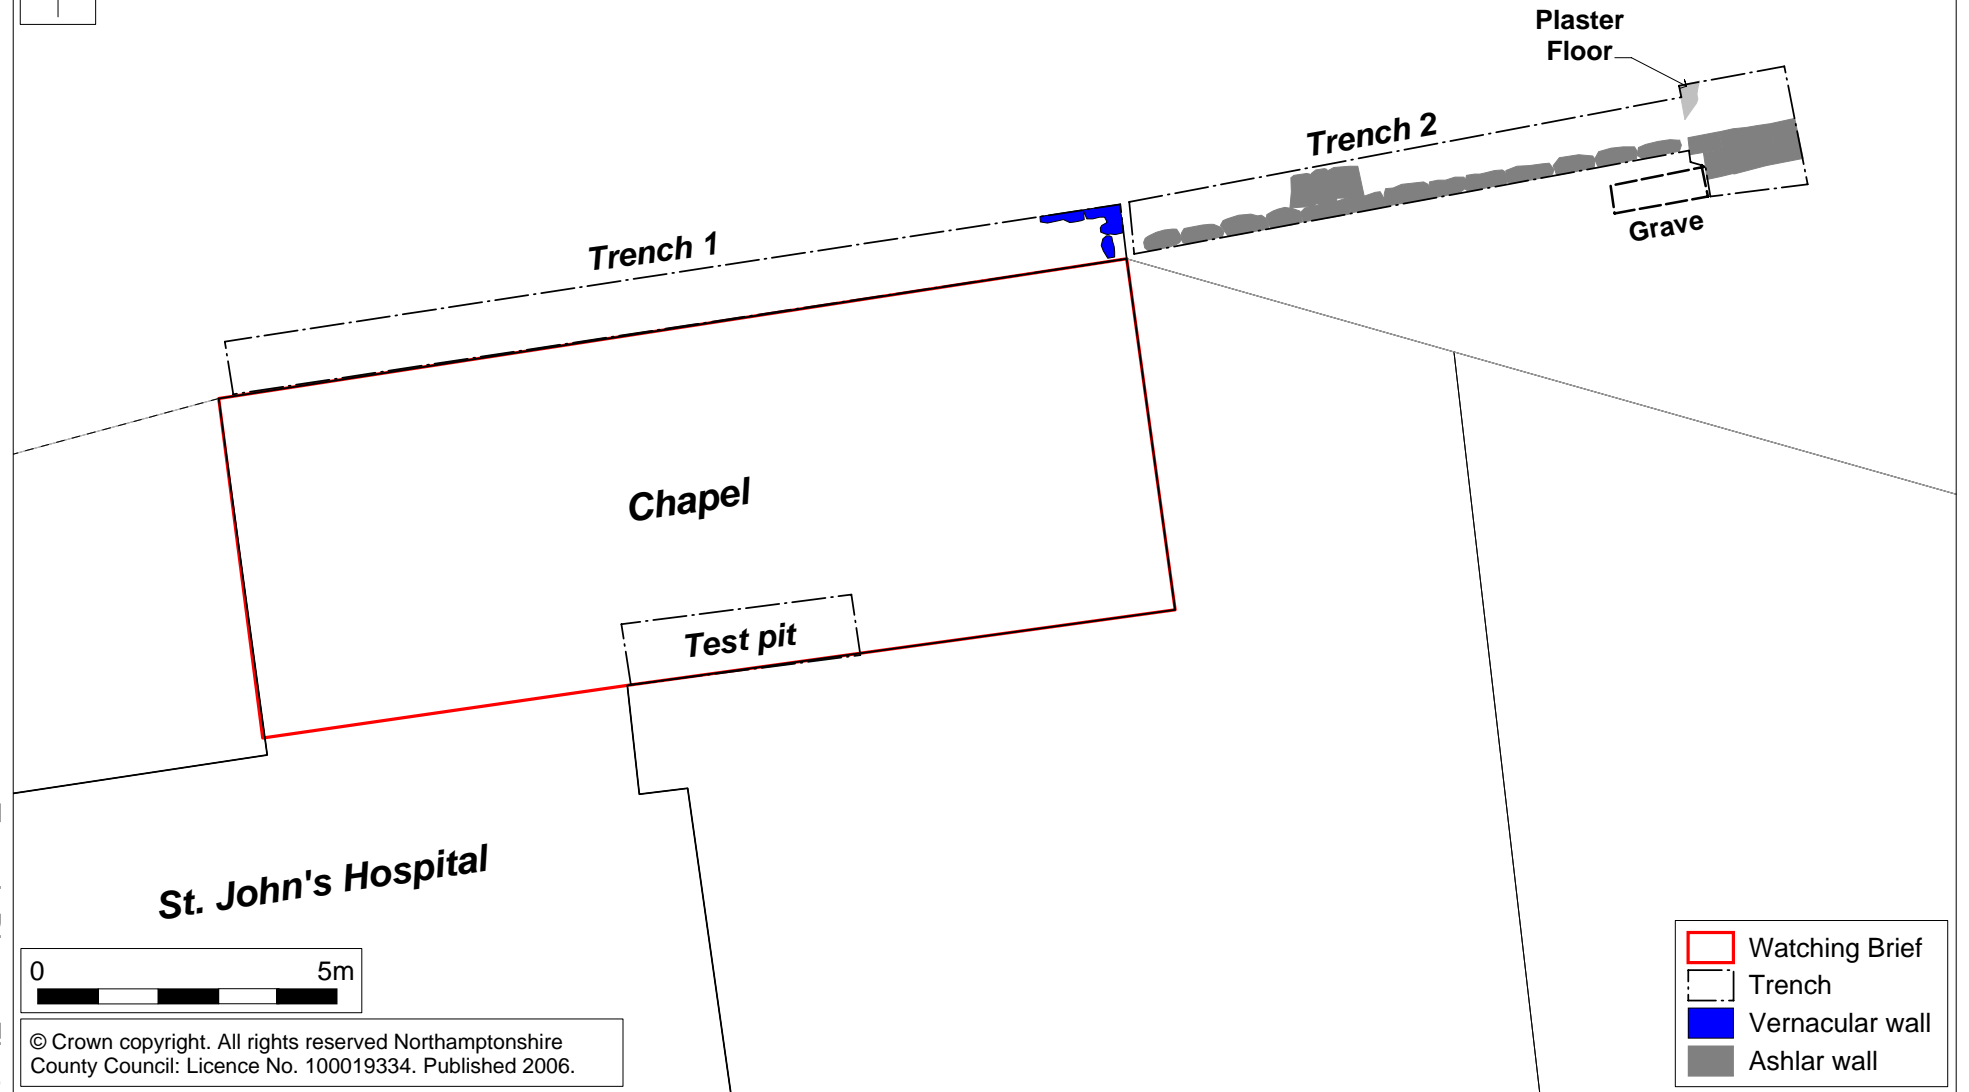 Plaster
Floor
Trench 2
Trench 1
Grave
Chapel
Test pit
St. John's Hospital
0 5m
© Crown copyright. All rights reserved Northamptonshire
County Council: Licence No. 100019334. Published 2006.
Watching Brief
Trench
Vernacular wall
Ashlar wall